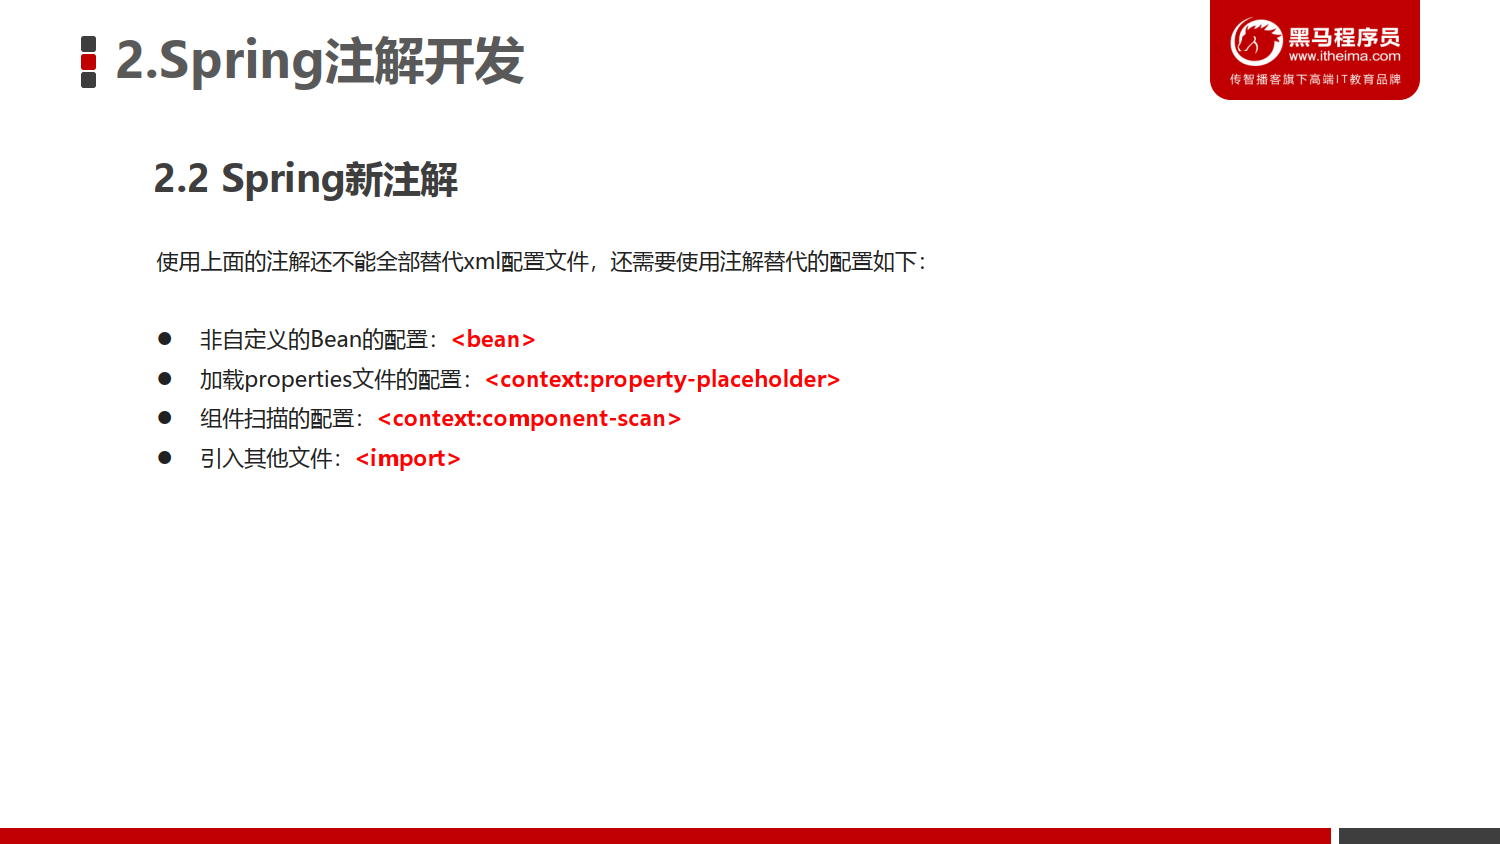 2.Spring注解开发
黑马程序员
www.itheima.com
传智播客旗下高端IT教育品牌
2.2 Spring新注解
使用上面的注解还不能全部替代xml配置文件，还需要使用注解替代的配置如下：
● 非自定义的Bean的配置：<bean>
● 加载properties文件的配置：<context:property-placeholder>
● 组件扫描的配置：<context:component-scan>
● 引入其他文件：<import>